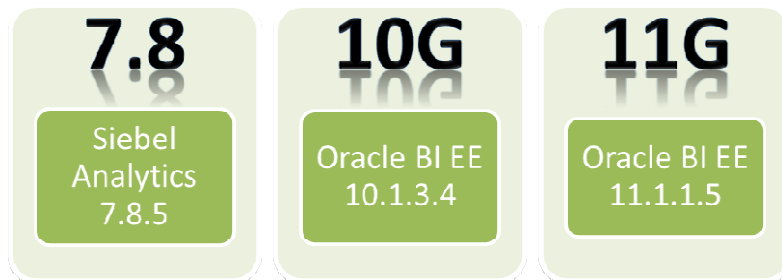 7.8
Siebel
Analytics
7.8.5
10G
Oracle BI EE
10.1.3.4
11G
Oracle BI EE
11.1.1.5